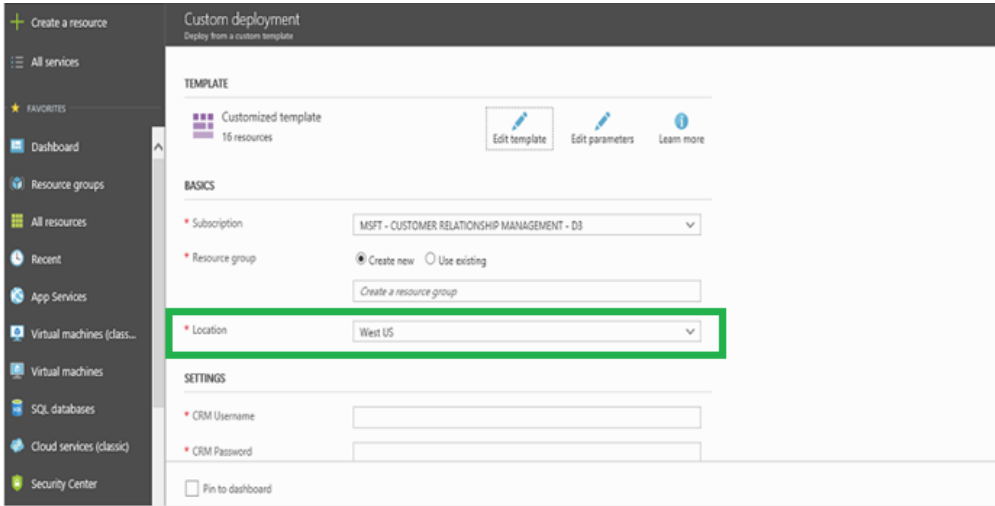 Create a resource
All services
FAVORITES
Dashboard
Resource groups
All resources
Recent
App Services
Virtual machines (class...
Virtual machines
SQL databases
Cloud services (classic)
Security Center
Custom deployment
Deploy from a custom template
TEMPLATE
Customized template
16 resources
Edit template
Edit parameters
Learn more
BASICS
* Subscription
MSFT - CUSTOMER RELATIONSHIP MANAGEMENT - D3
* Resource group
Create new Use existing
Create a resource group
* Location
West US
SETTINGS
* CRM Username
* CRM Password
Pin to dashboard